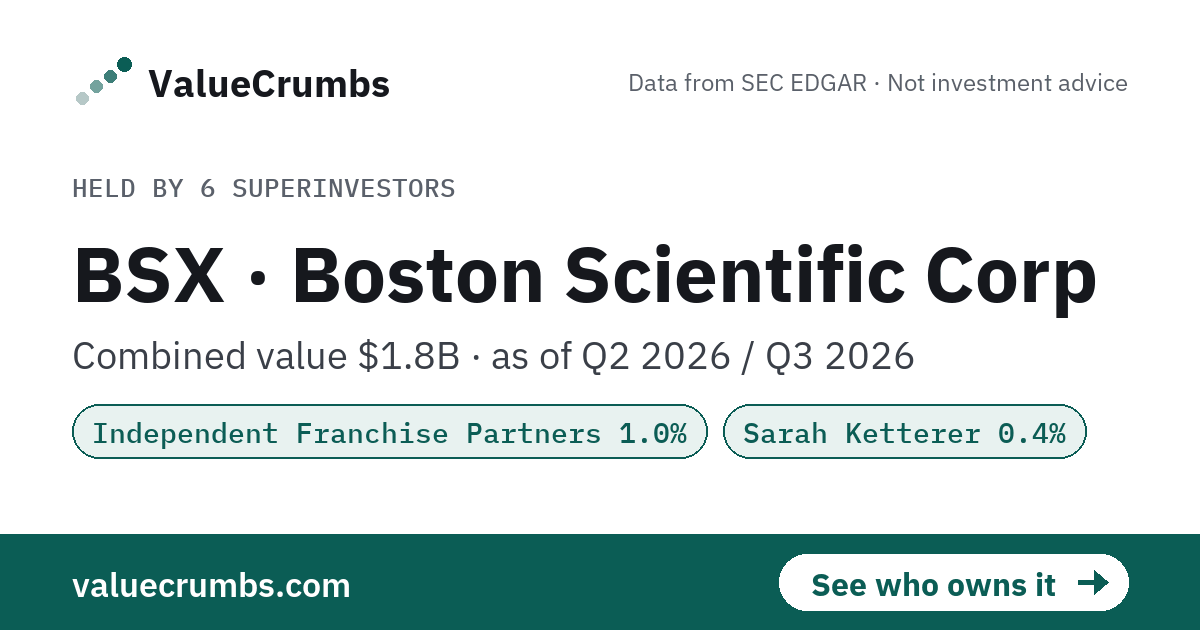 ValueCrumbs
Data from SEC EDGAR · Not investment advice
HELD BY 6 SUPERINVESTORS
BSX · Boston Scientific Corp
Combined value $1.8B · as of Q2 2026 / Q3 2026
Independent Franchise Partners 1.0%
Sarah Ketterer 0.4%
valuecrumbs.com
See who owns it